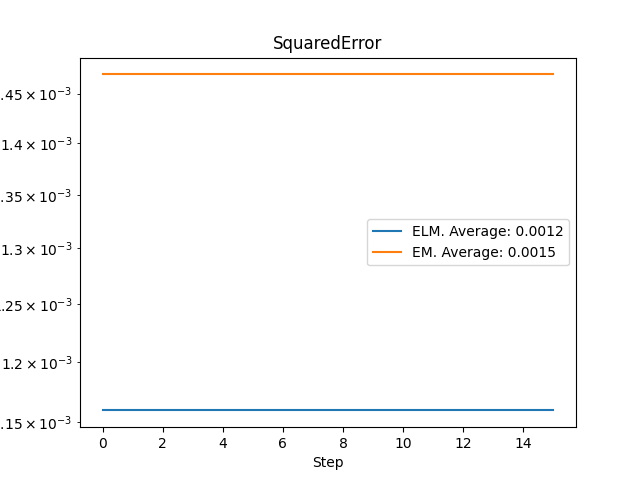 SquaredError
.45 × 10⁻³
1.4 × 10⁻³
.35 × 10⁻³
1.3 × 10⁻³
.25 × 10⁻³
1.2 × 10⁻³
.15 × 10⁻³
ELM. Average: 0.0012
EM. Average: 0.0015
0 2 4 6 8 10 12 14
Step